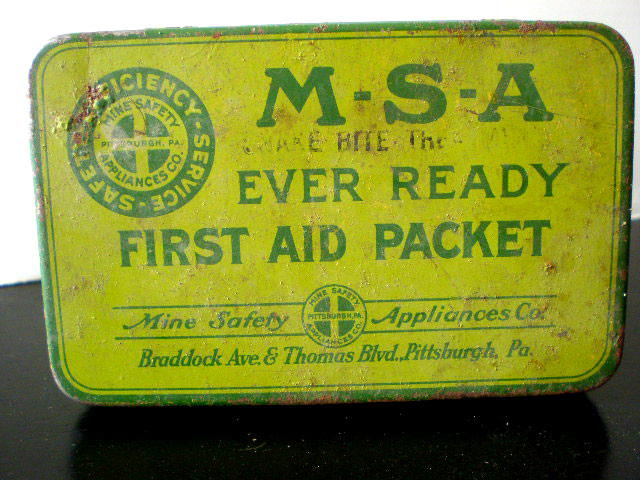 EFFICIENCY - SERVICE - SAFETY
MINE SAFETY
PITTSBURGH, PA.
APPLIANCES CO.
M-S-A
BITE
EVER READY
FIRST AID PACKET
Mine Safety Appliances Co.
MINE SAFETY
PITTSBURGH, PA.
APPLIANCES CO.
Braddock Ave. & Thomas Blvd., Pittsburgh, Pa.